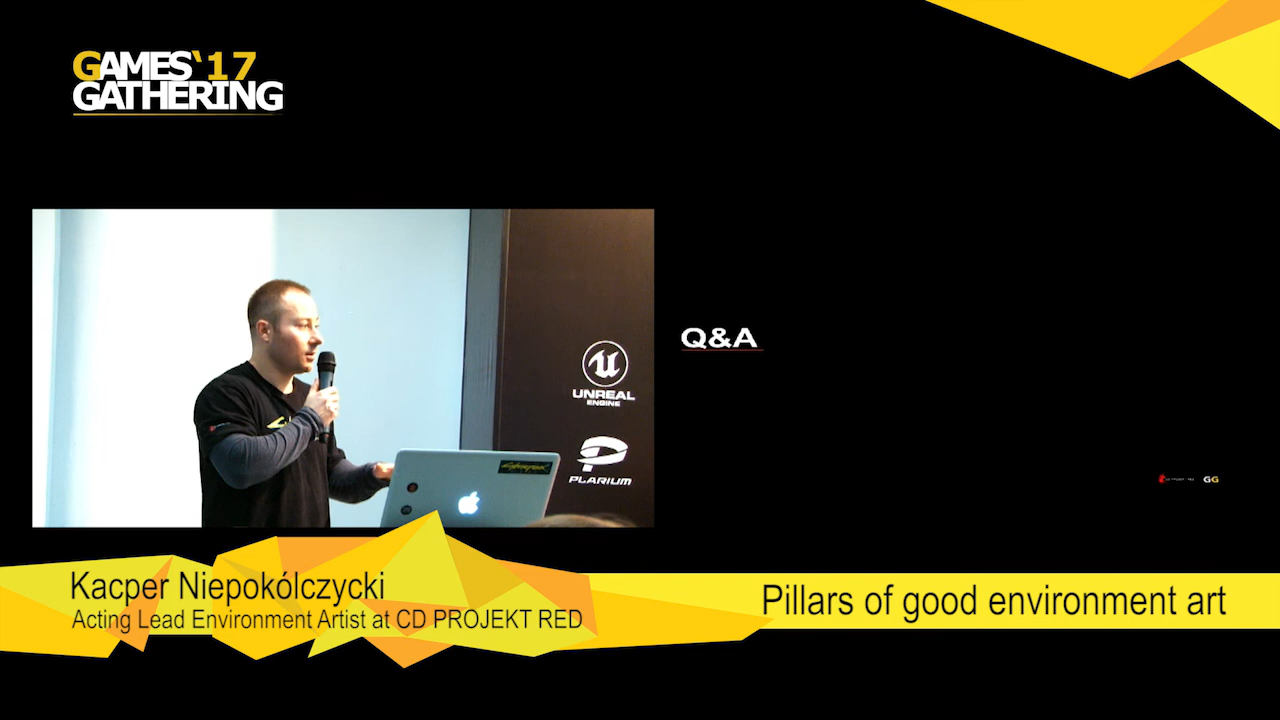 GAMES‘17
GATHERING
Q&A
UNREAL
ENGINE
PLARIUM
Cyberpunk
GG
Kacper Niepokólczycki
Acting Lead Environment Artist at CD PROJEKT RED
Pillars of good environment art